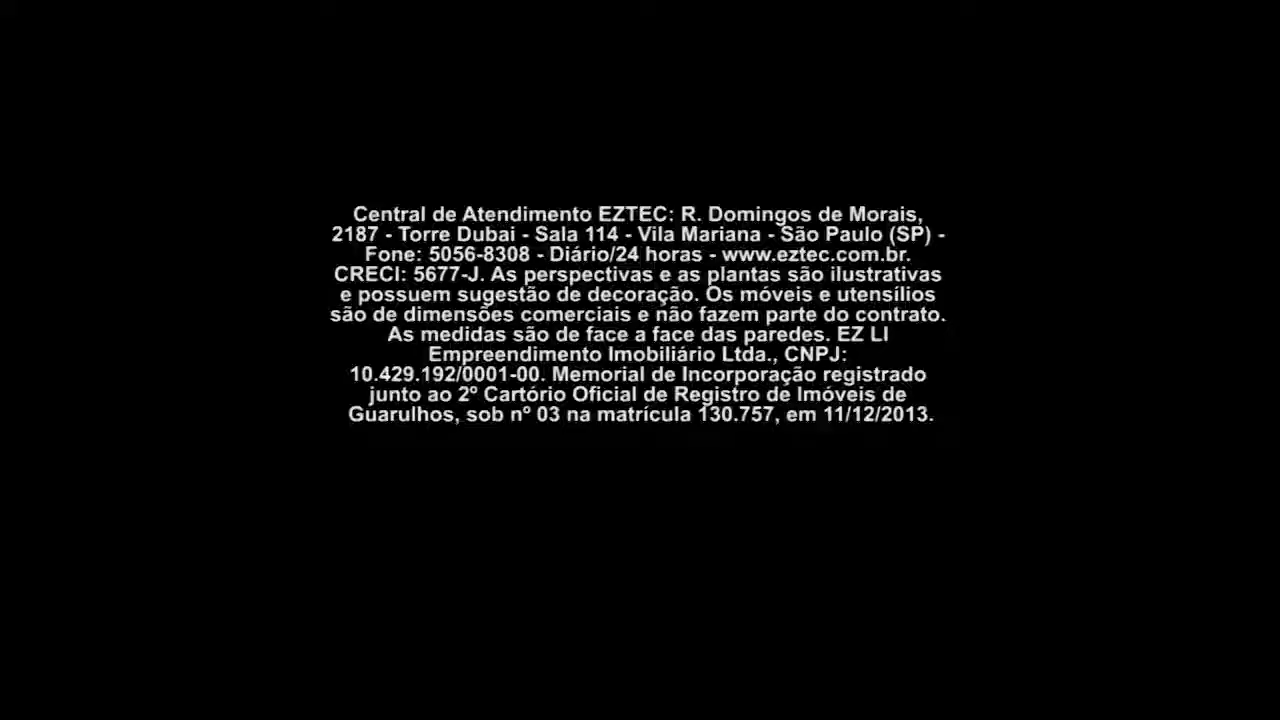 Central de Atendimento EZTEC: R. Domingos de Morais,
2187 - Torre Dubai - Sala 114 - Vila Mariana - São Paulo (SP) -
Fone: 5056-8308 - Diário/24 horas - www.eztec.com.br.
CRECI: 5677-J. As perspectivas e as plantas são ilustrativas
e possuem sugestão de decoração. Os móveis e utensílios
são de dimensões comerciais e não fazem parte do contrato.
As medidas são de face a face das paredes. EZ LI
Empreendimento Imobiliário Ltda., CNPJ:
10.429.192/0001-00. Memorial de Incorporação registrado
junto ao 2º Cartório Oficial de Registro de Imóveis de
Guarulhos, sob nº 03 na matrícula 130.757, em 11/12/2013.